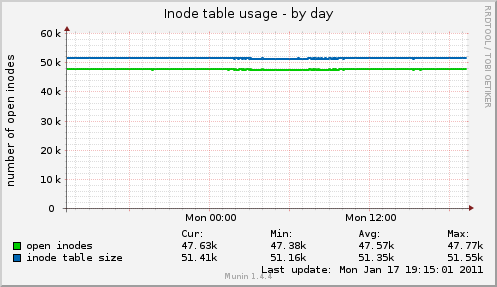 Inode table usage - by day
RRDTOOL / TOBI OETIKER
number of open inodes
60 k
50 k
40 k
30 k
20 k
10 k
0
Mon 00:00 Mon 12:00
Cur: Min: Avg: Max:
open inodes 47.63k 47.38k 47.57k 47.77k
inode table size 51.41k 51.16k 51.35k 51.55k
Last update: Mon Jan 17 19:15:01 2011
Munin 1.4.4